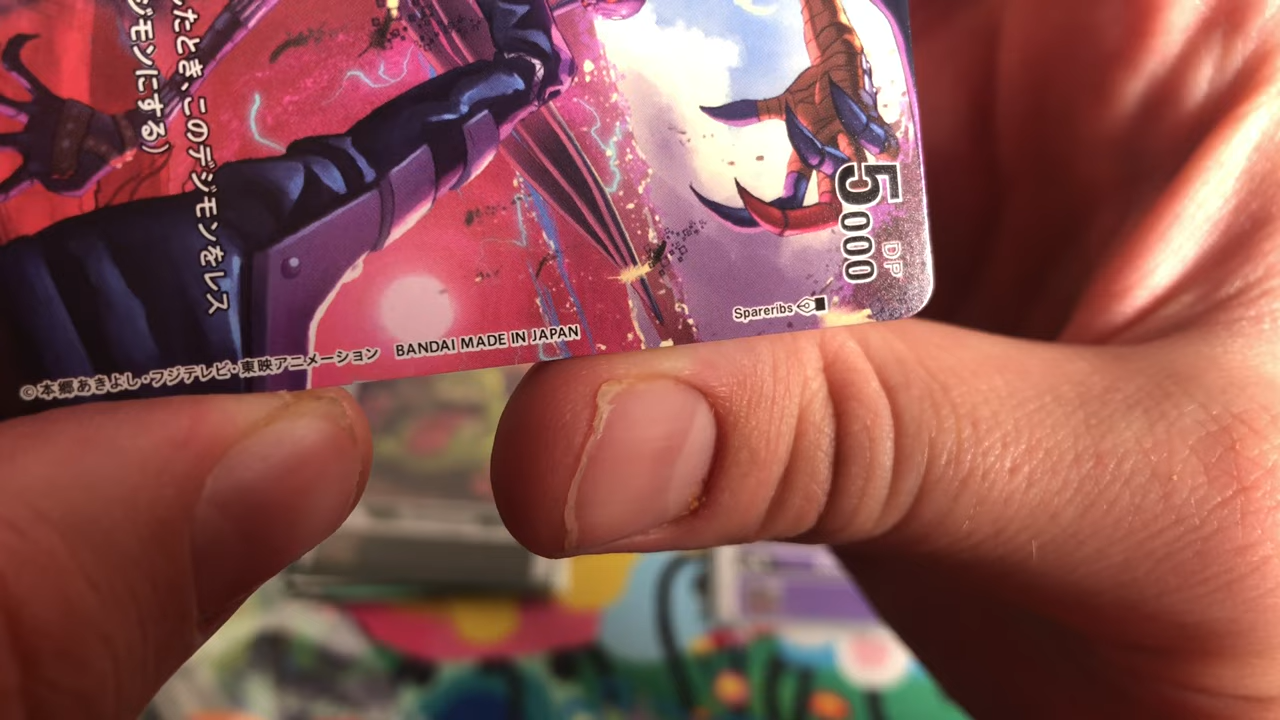 たとき、このデジモンをレス
ジモンにする)
5000
DP
Spareribs
BANDAI MADE IN JAPAN
©本郷あきよし・フジテレビ・東映アニメーション